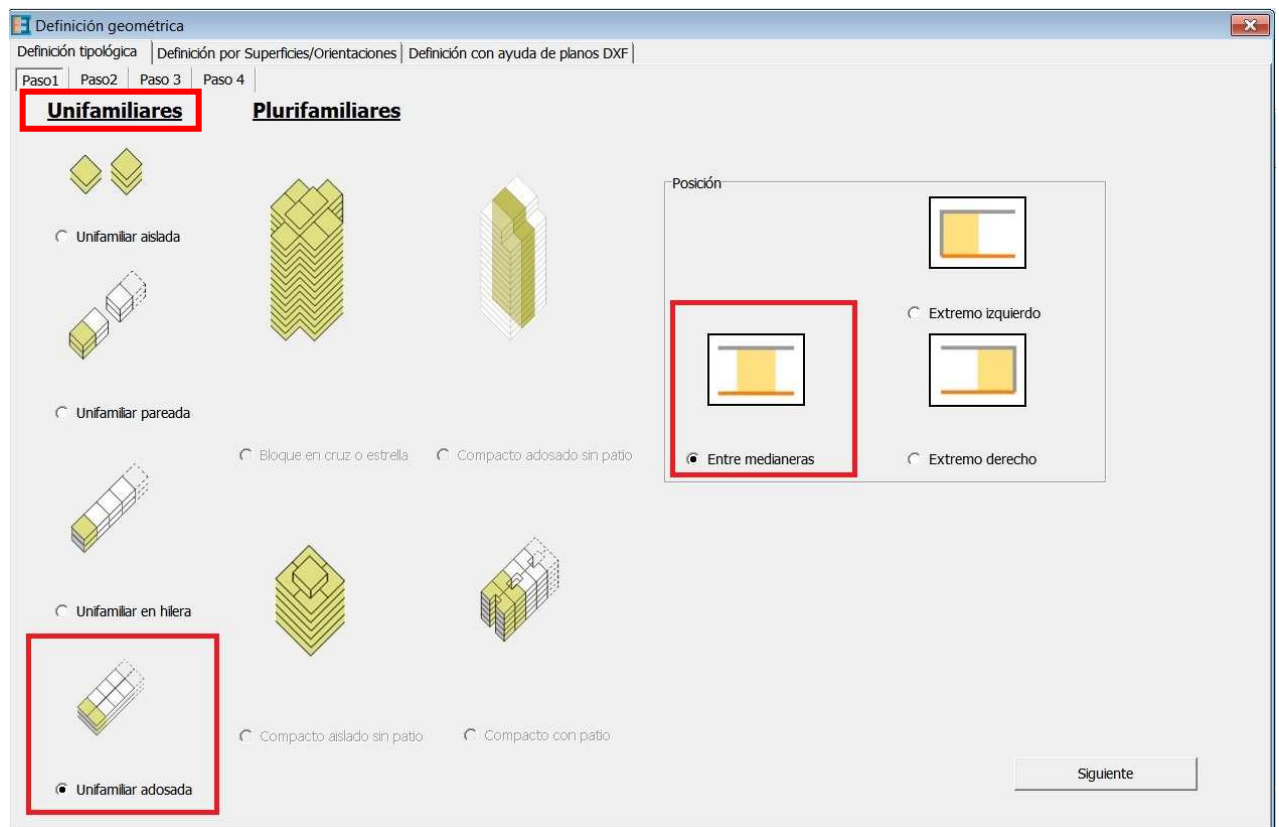 Definición geométrica
Definición tipológica Definición por Superficies/Orientaciones Definición con ayuda de planos DXF
Paso1 Paso2 Paso 3 Paso 4
Unifamiliares Plurifamiliares
Posición
Unifamiliar aislada
Extremo izquierdo
Unifamiliar pareada
Bloque en cruz o estrella Compacto adosado sin patio Entre medianeras Extremo derecho
Unifamiliar en hilera
Compacto aislado sin patio Compacto con patio
Siguiente
Unifamiliar adosada